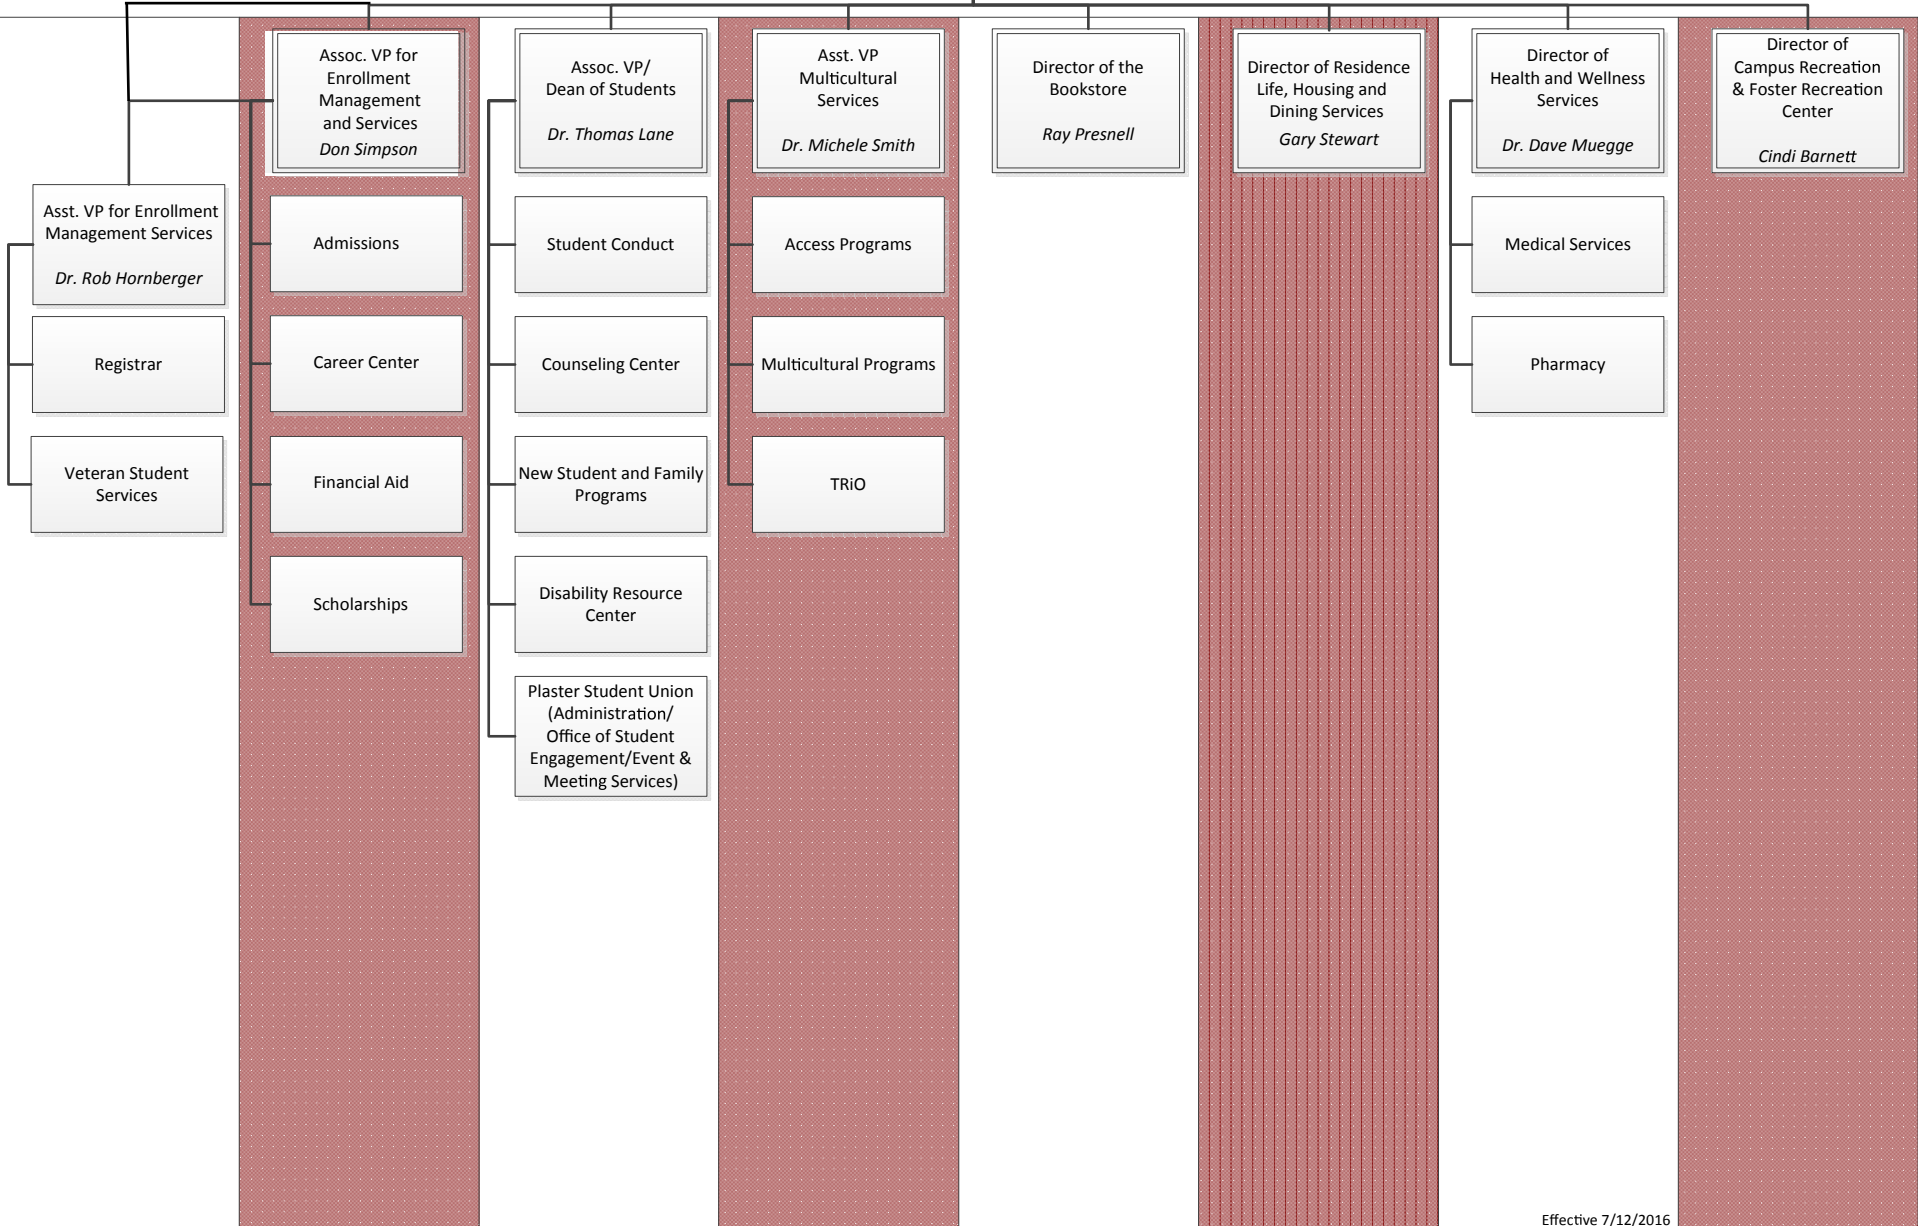 Assoc. VP for
Enrollment
Management
and Services
Don Simpson
Assoc. VP/
Dean of Students
Dr. Thomas Lane
Asst. VP
Multicultural
Services
Dr. Michele Smith
Director of the
Bookstore
Ray Presnell
Director of Residence
Life, Housing and
Dining Services
Gary Stewart
Director of
Health and Wellness
Services
Dr. Dave Muegge
Director of
Campus Recreation
& Foster Recreation
Center
Cindi Barnett
Asst. VP for Enrollment
Management Services
Dr. Rob Hornberger
Admissions
Student Conduct
Access Programs
Medical Services
Registrar
Career Center
Counseling Center
Multicultural Programs
Pharmacy
Veteran Student
Services
Financial Aid
New Student and Family
Programs
TRiO
Scholarships
Disability Resource
Center
Plaster Student Union
(Administration/
Office of Student
Engagement/Event &
Meeting Services)
Effective 7/12/2016